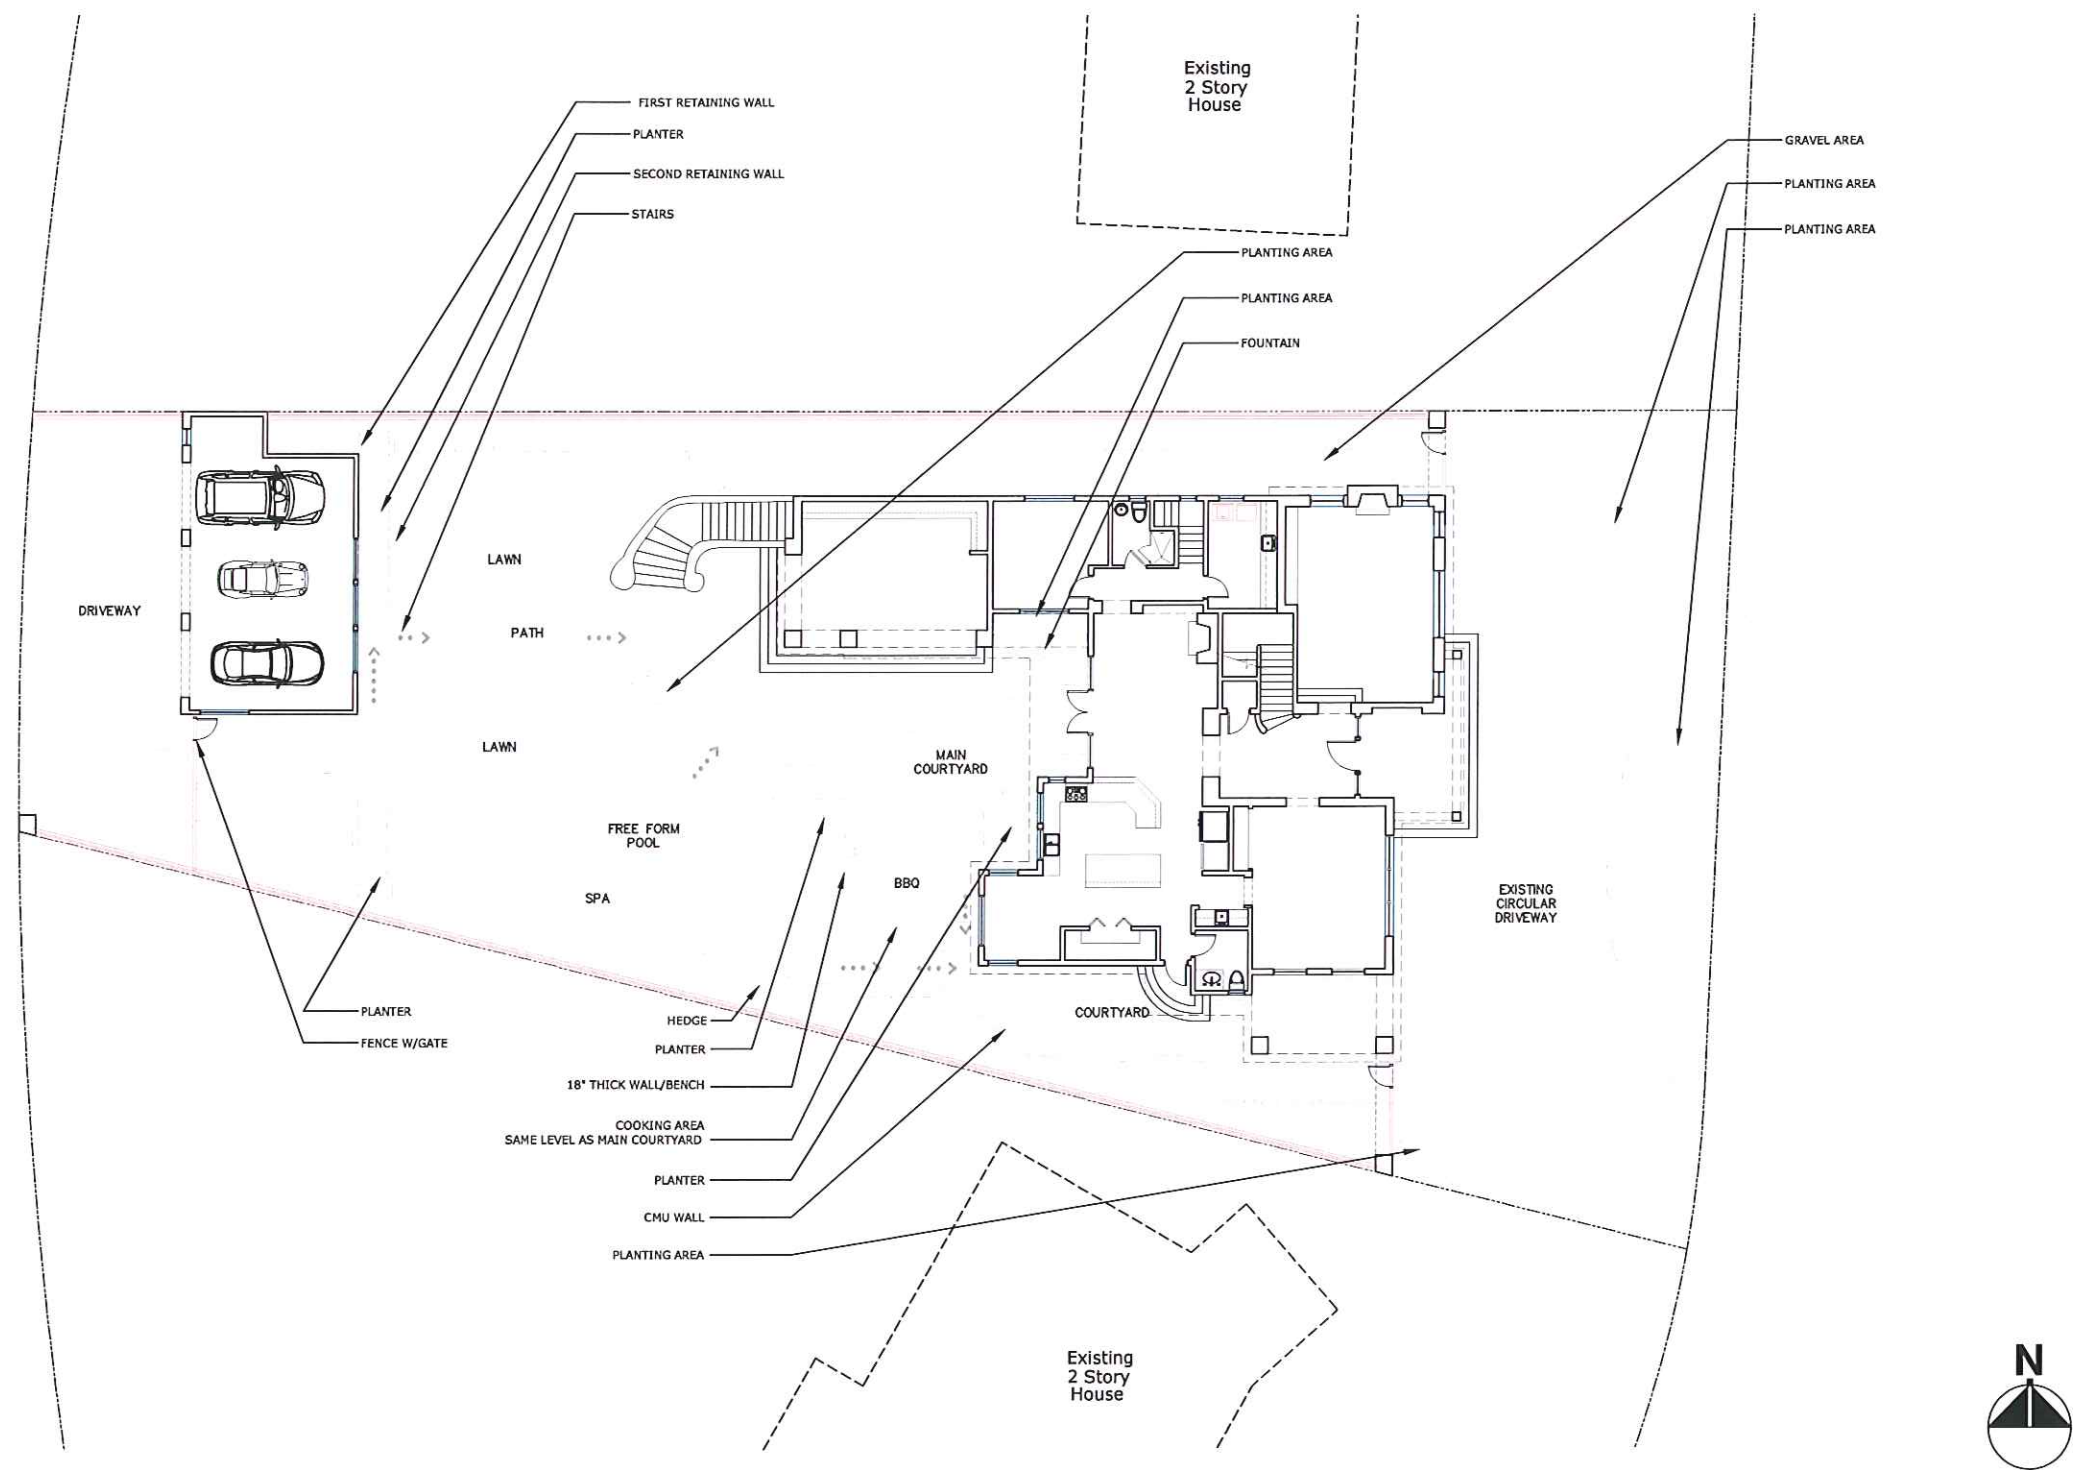 Existing
2 Story
House
FIRST RETAINING WALL
PLANTER
SECOND RETAINING WALL
STAIRS
GRAVEL AREA
PLANTING AREA
PLANTING AREA
PLANTING AREA
PLANTING AREA
FOUNTAIN
LAWN
DRIVEWAY
PATH
LAWN
MAIN
COURTYARD
FREE FORM
POOL
BBQ
SPA
EXISTING
CIRCULAR
DRIVEWAY
PLANTER
FENCE W/GATE
COURTYARD
HEDGE
PLANTER
18" THICK WALL/BENCH
COOKING AREA
SAME LEVEL AS MAIN COURTYARD
PLANTER
CMU WALL
PLANTING AREA
Existing
2 Story
House
N